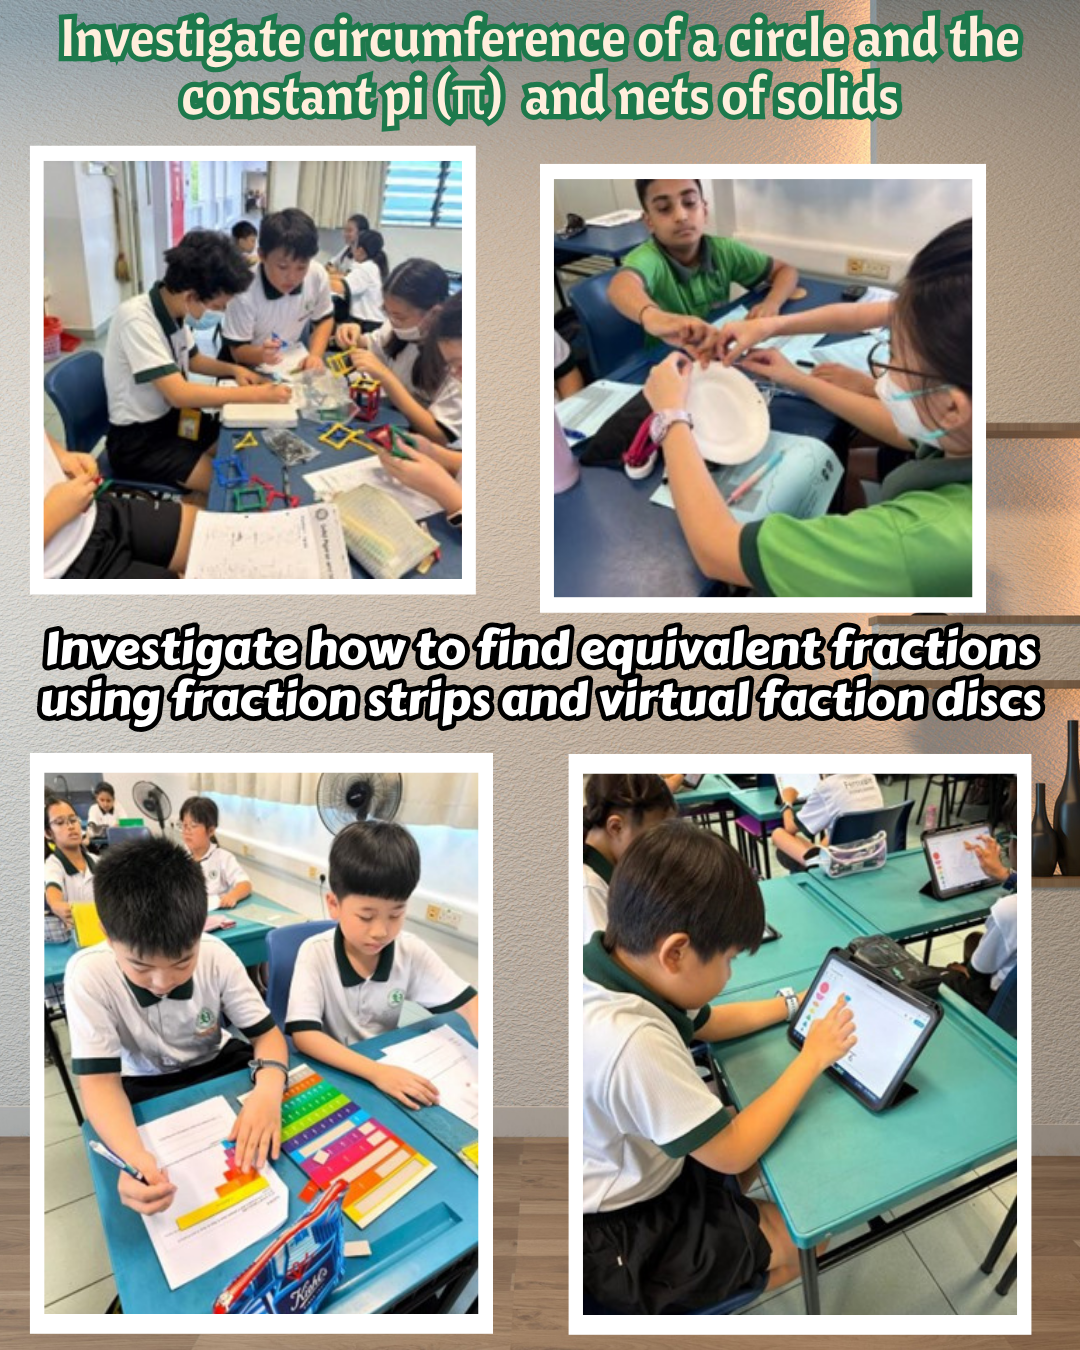 Investigate circumference of a circle and the
constant pi (π) and nets of solids
Investigate how to find equivalent fractions
using fraction strips and virtual faction discs
Kiehl's